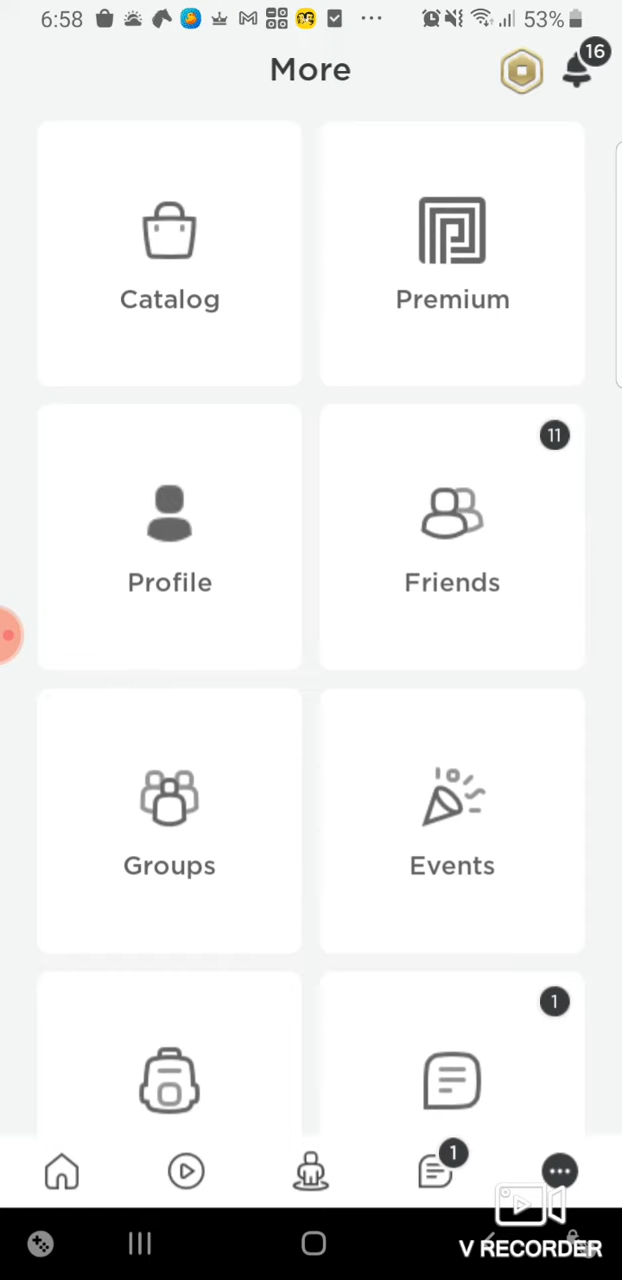 6:58 53%
More
16
Catalog
Premium
11
Profile
Friends
Groups
Events
1
1
V RECORDER